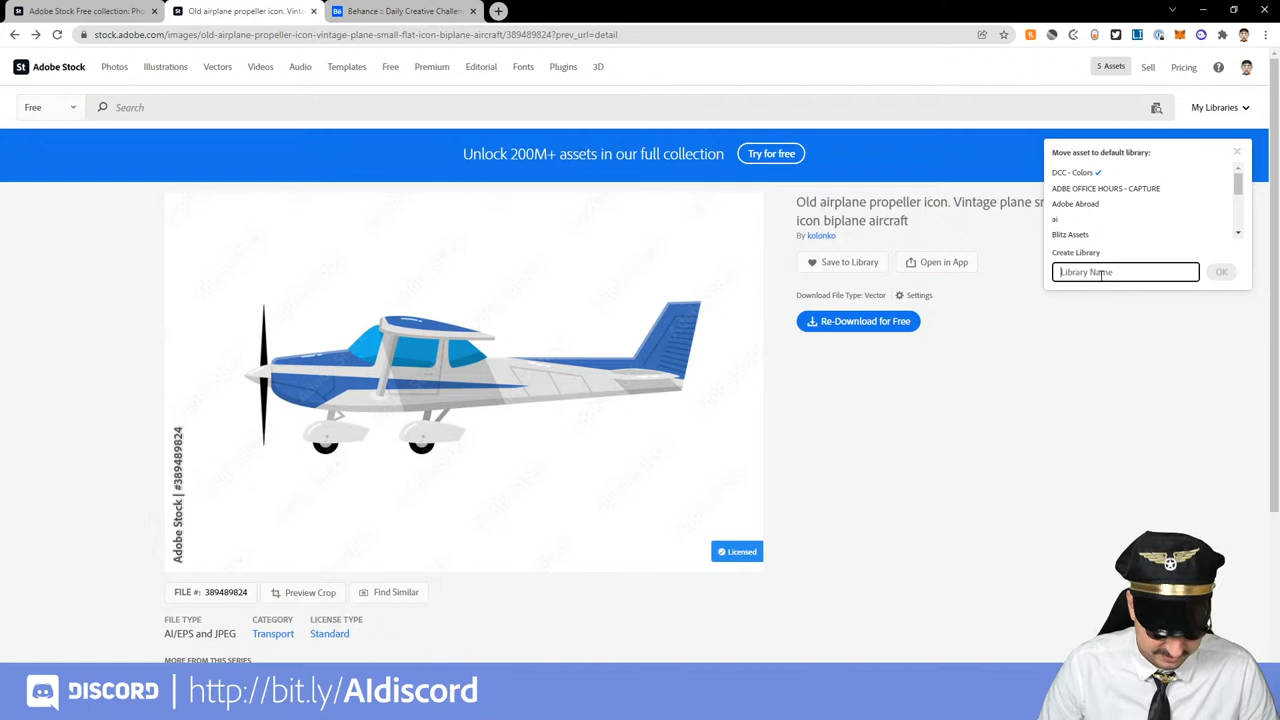 Adobe Stock Free collection: Pho
Old airplane propeller icon. Vint
Behance :: Daily Creative Challen
stock.adobe.com/images/old-airplane-propeller-icon-vintage-plane-small-flat-icon-biplane-aircraft/389489824?prev_url=detail
St Adobe Stock Photos Illustrations Vectors Videos Audio Templates Free Premium Editorial Fonts Plugins 3D 5 Assets Sell Pricing
Free Search My Libraries
Unlock 200M+ assets in our full collection Try for free
Move asset to default library:
DCC - Colors
ADBE OFFICE HOURS - CAPTURE
Adobe Abroad
ai
Blitz Assets
Create Library
Library Name OK
Old airplane propeller icon. Vintage plane sm
icon biplane aircraft
By kolonko
Save to Library Open in App
Download File Type: Vector Settings
Re-Download for Free
Adobe Stock | #389489824
Licensed
FILE #: 389489824 Preview Crop Find Similar
FILE TYPE CATEGORY LICENSE TYPE
AI/EPS and JPEG Transport Standard
MORE FROM THIS SERIES
DISCORD | http://bit.ly/AIdiscord